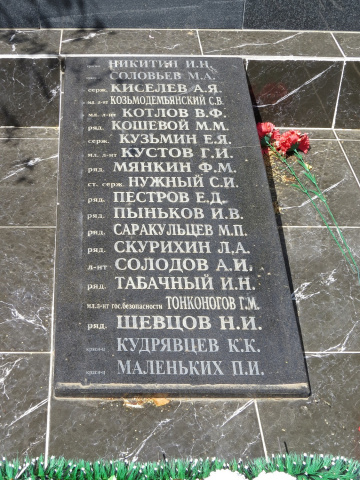 НИКИТИН И.Н.
СОЛОВЬЕВ М.А.
серж. КИСЕЛЕВ А.Я.
мл. л-нт КОЗЬМОДЕМЬЯНСКИЙ С.В.
мл. л-нт КОТЛОВ В.Ф.
ряд. КОШЕВОЙ М.М.
серж. КУЗЬМИН Е.Я.
мл. л-нт КУСТОВ Г.И.
ряд. МЯНКИН Ф.М.
ст. серж. НУЖНЫЙ С.И.
ряд. ПЕСТРОВ Е.Д.
ряд. ПЫНЬКОВ И.В.
ряд. САРАКУЛЬЦЕВ М.П.
ряд. СКУРИХИН Л.А.
л-нт СОЛОДОВ А.И.
ряд. ТАБАЧНЫЙ И.Н.
мл.л-нт гос.безопасности ТОНКОНОГОВ Г.М.
ряд. ШЕВЦОВ Н.И.
КУДРЯВЦЕВ К.К.
МАЛЕНЬКИХ П.И.